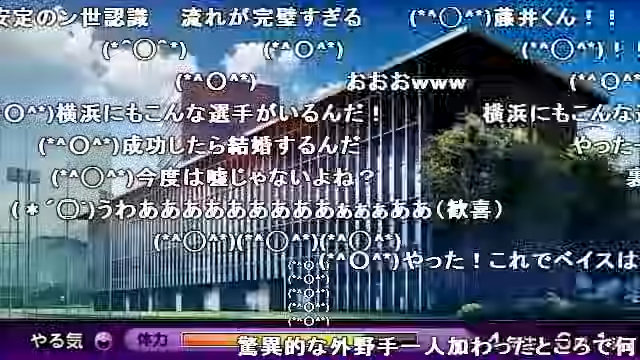 安定のン世認識 流れが完璧すぎる (*^○^*)藤井くん！！
(*^○^*) (*^○^*) (*^○^*)！！
(*^○^*) おおおwww (*^○^*
○^*)横浜にもこんな選手がいるんだ！ 横浜にもこんな
(*^○^*)成功したら結婚するんだ やった
(*^○^*)今度は嘘じゃないよね？
(＊´○`)うわあああああああああぁぁぁああ(歓喜)
(*^○^*)(*^○^*)(*^○^*)
(*^○^*)やった！これでベイスは
(*^○^*)
(*^○^*)
(*^○^*)
(*^○^*)
(*^○^*)
やる気 体力
驚異的な外野手一人加わったところで何